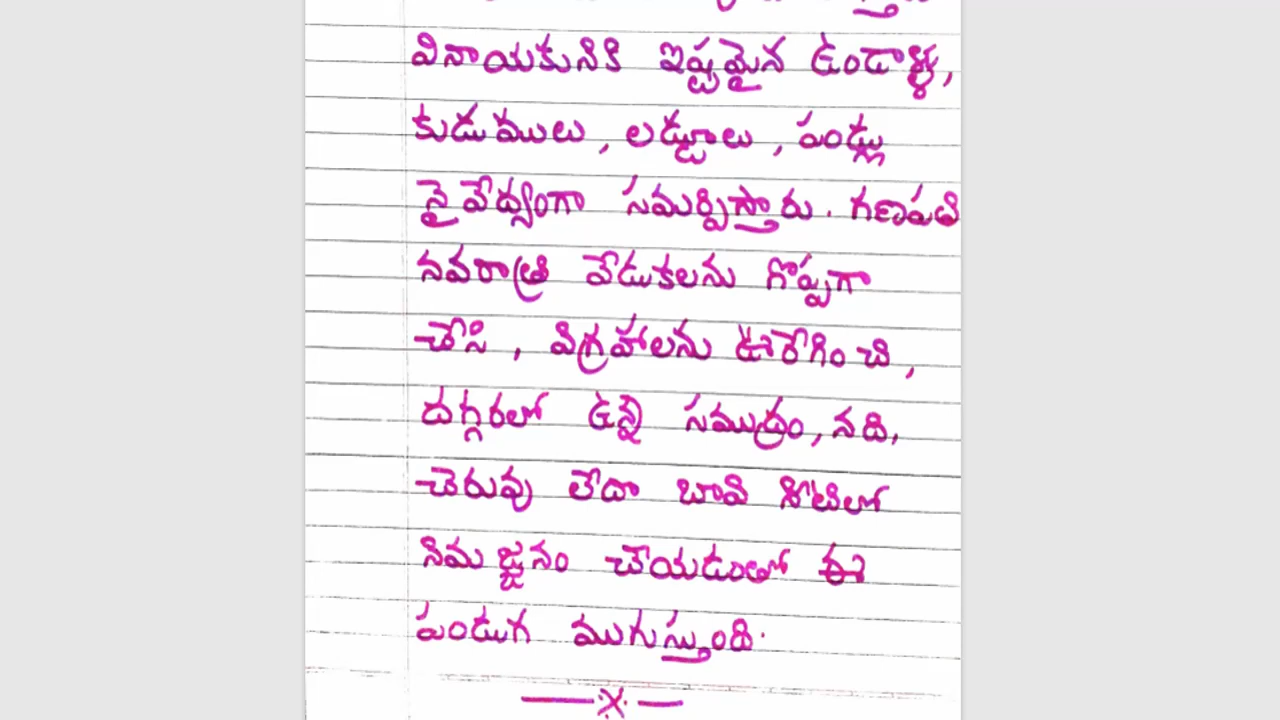 వినాయకునికి ఇష్టమైన ఉండ్రాళ్ళు,
కుడుములు, లడ్డూలు, పండ్లు
నైవేద్యంగా సమర్పిస్తారు. గణపతి
నవరాత్రి వేడుకలను గొప్పగా
చేసి, విగ్రహాలను ఊరేగించి,
దగ్గరలో ఉన్న సముద్రం, నది,
చెరువు లేదా బావి నీటిలో
నిమజ్జనం చేయడంతో ఈ
పండుగ ముగుస్తుంది.